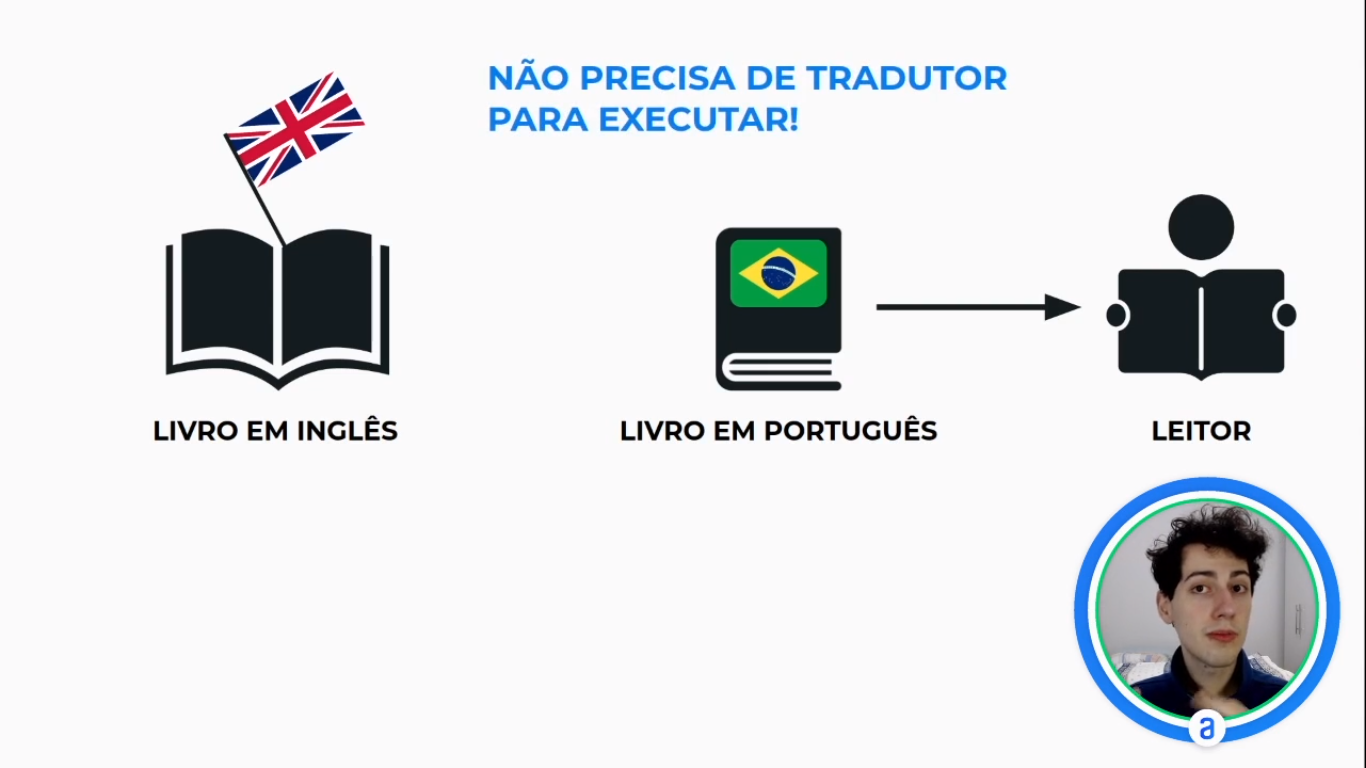 NÃO PRECISA DE TRADUTOR
PARA EXECUTAR!
LIVRO EM INGLÊS
LIVRO EM PORTUGUÊS
LEITOR
a